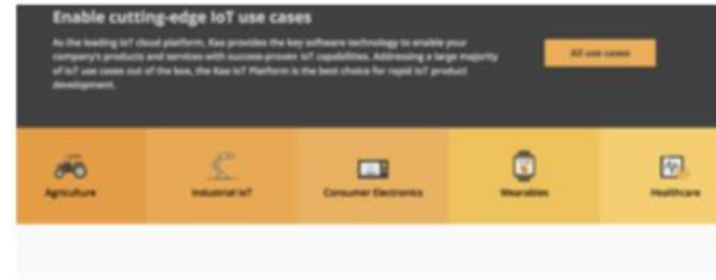 Enable cutting-edge IoT use cases
As the leading IoT cloud platform, Kaa provides the key software technology to enable your
company's products and services with success-proven IoT capabilities. Addressing a large majority
of IoT use cases out of the box, the Kaa IoT Platform is the best choice for rapid IoT product
development.
All use cases
Agriculture
Industrial IoT
Consumer Electronics
Wearables
Healthcare